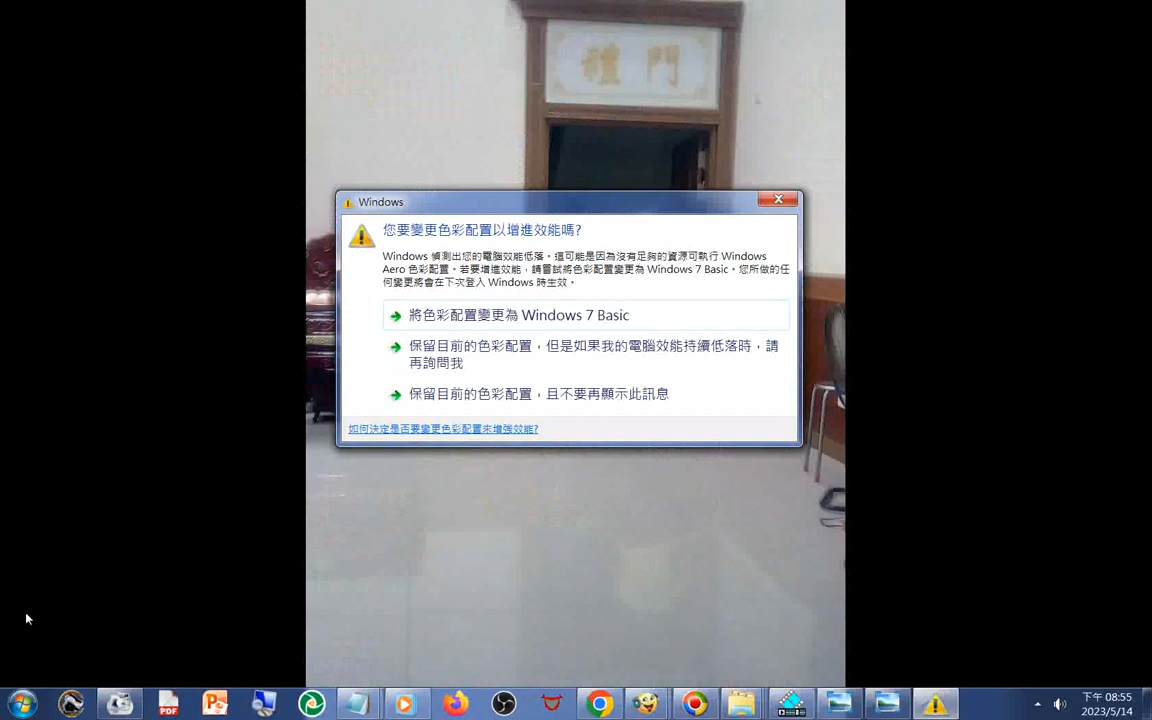 禮門
Windows
您要變更色彩配置以增進效能嗎?
Windows 偵測出您的電腦效能低落。這可能是因為沒有足夠的資源可執行 Windows
Aero 色彩配置。若要增進效能，請嘗試將色彩配置變更為 Windows 7 Basic。您所做的任
何變更將會在下次登入 Windows 時生效。
將色彩配置變更為 Windows 7 Basic
保留目前的色彩配置，但是如果我的電腦效能持續低落時，請
再詢問我
保留目前的色彩配置，且不要再顯示此訊息
如何決定是否要變更色彩配置來增強效能?
PDF
下午 08:55
2023/5/14